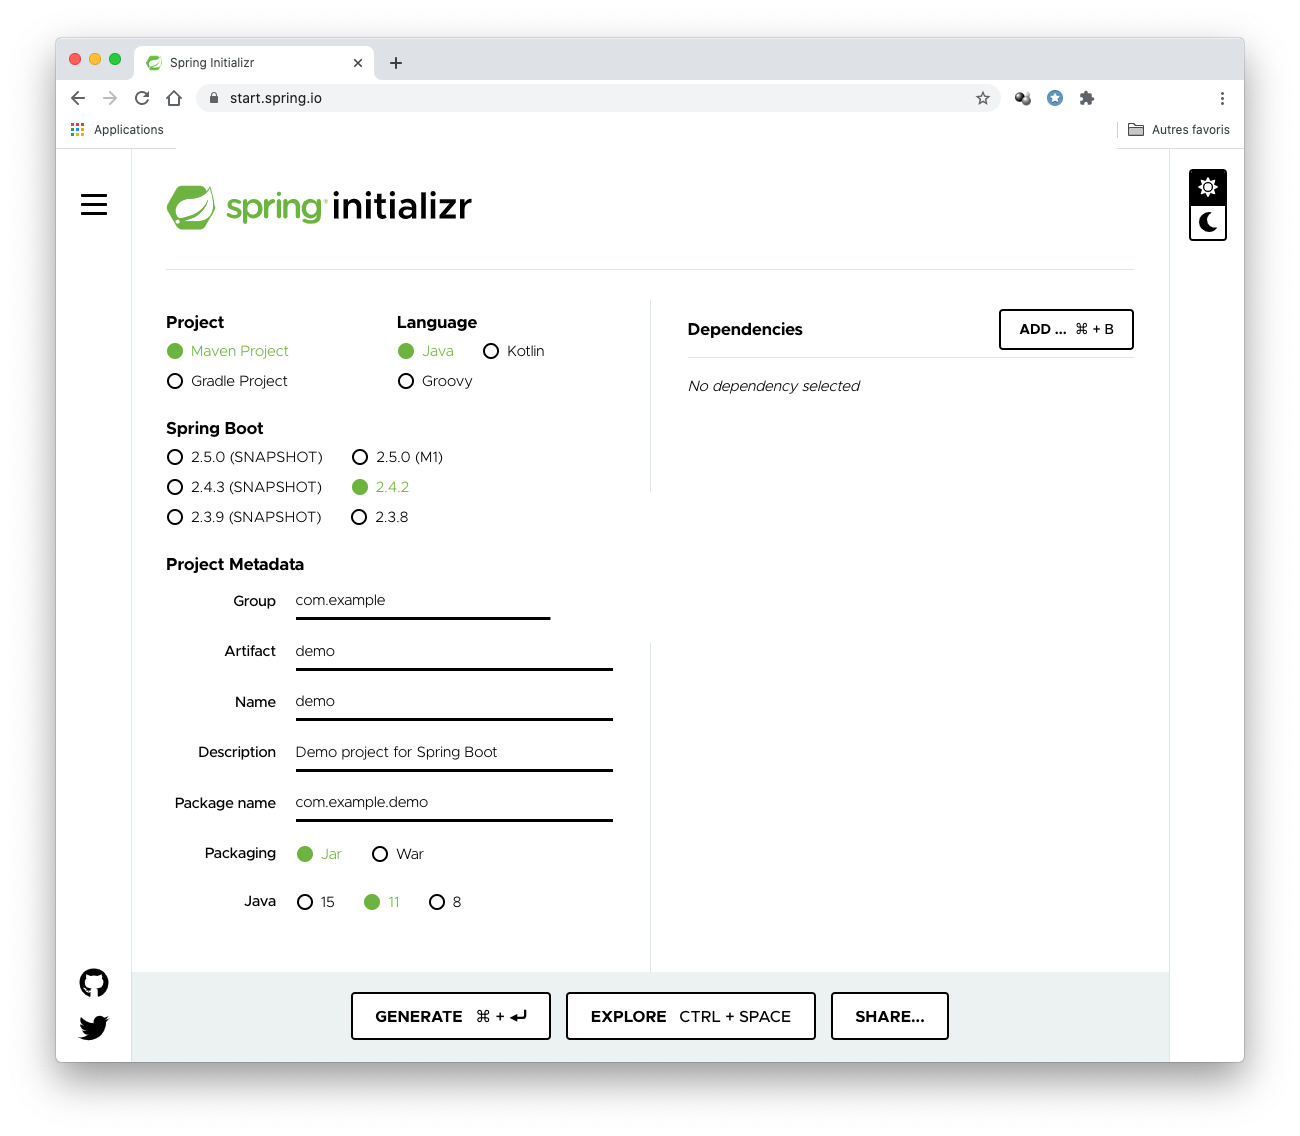 Spring Initializr
start.spring.io
Applications
Autres favoris
spring initializr
Project
Maven Project
Gradle Project
Language
Java Kotlin
Groovy
Spring Boot
2.5.0 (SNAPSHOT) 2.5.0 (M1)
2.4.3 (SNAPSHOT) 2.4.2
2.3.9 (SNAPSHOT) 2.3.8
Project Metadata
Group com.example
Artifact demo
Name demo
Description Demo project for Spring Boot
Package name com.example.demo
Packaging Jar War
Java 15 11 8
Dependencies ADD ... ⌘ + B
No dependency selected
GENERATE ⌘ + ↵ EXPLORE CTRL + SPACE SHARE...